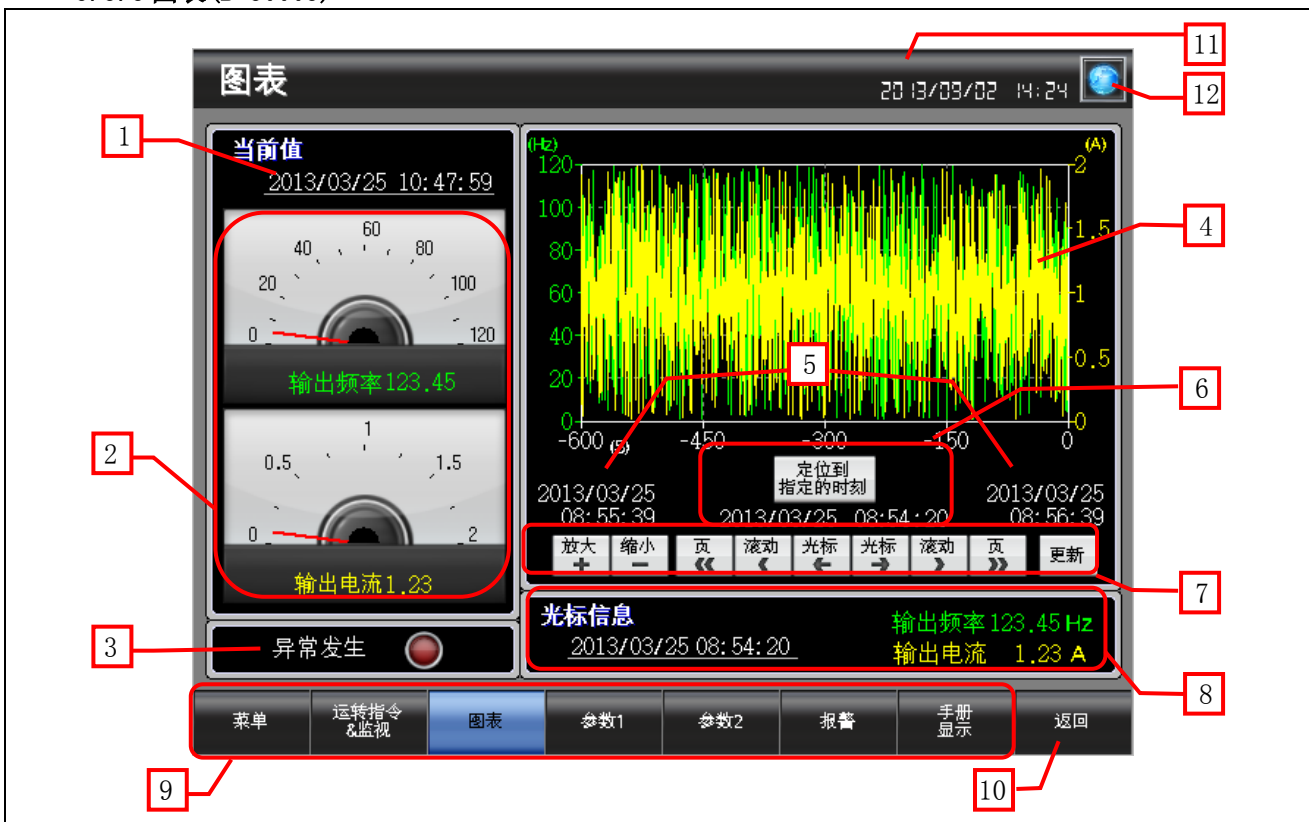 11
图表
2013/09/02 14:24
12
1
当前值
2013/03/25 10:47:59
0 20 40 60 80 100 120
输出频率123.45
2
0 0.5 1 1.5 2
输出电流1.23
3
异常发生
(Hz)
(A)
120
100
80
60
40
20
0
2
1.5
1
0.5
0
4
5
6
-600 (S) -450 -300 -150 0
定位到
指定的时刻
2013/03/25
08:55:39
2013/03/25 08:54:20
2013/03/25
08:56:39
放大 缩小 页 滚动 光标 光标 滚动 页 更新
7
光标信息
2013/03/25 08:54:20
输出频率 123.45 Hz
输出电流 1.23 A
8
菜单
运转指令
&监视
图表
参数1
参数2
报警
手册
显示
返回
9
10